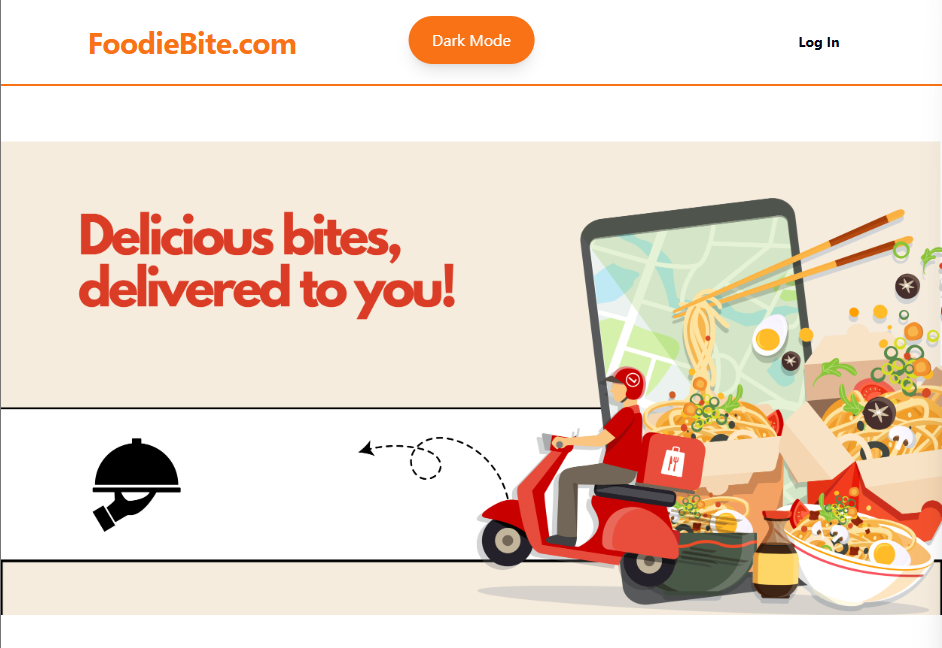 FoodieBite.com
Dark Mode
Log In
Delicious bites,
delivered to you!